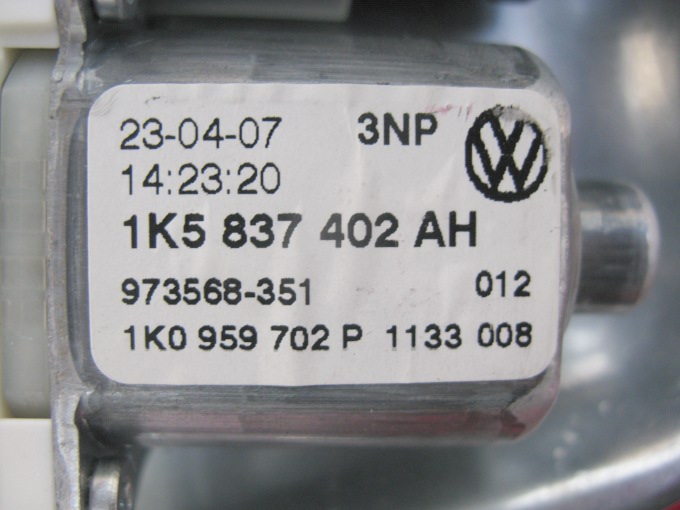 23-04-07 3NP
14:23:20
1K5 837 402 AH
973568-351 012
1K0 959 702 P 1133 008